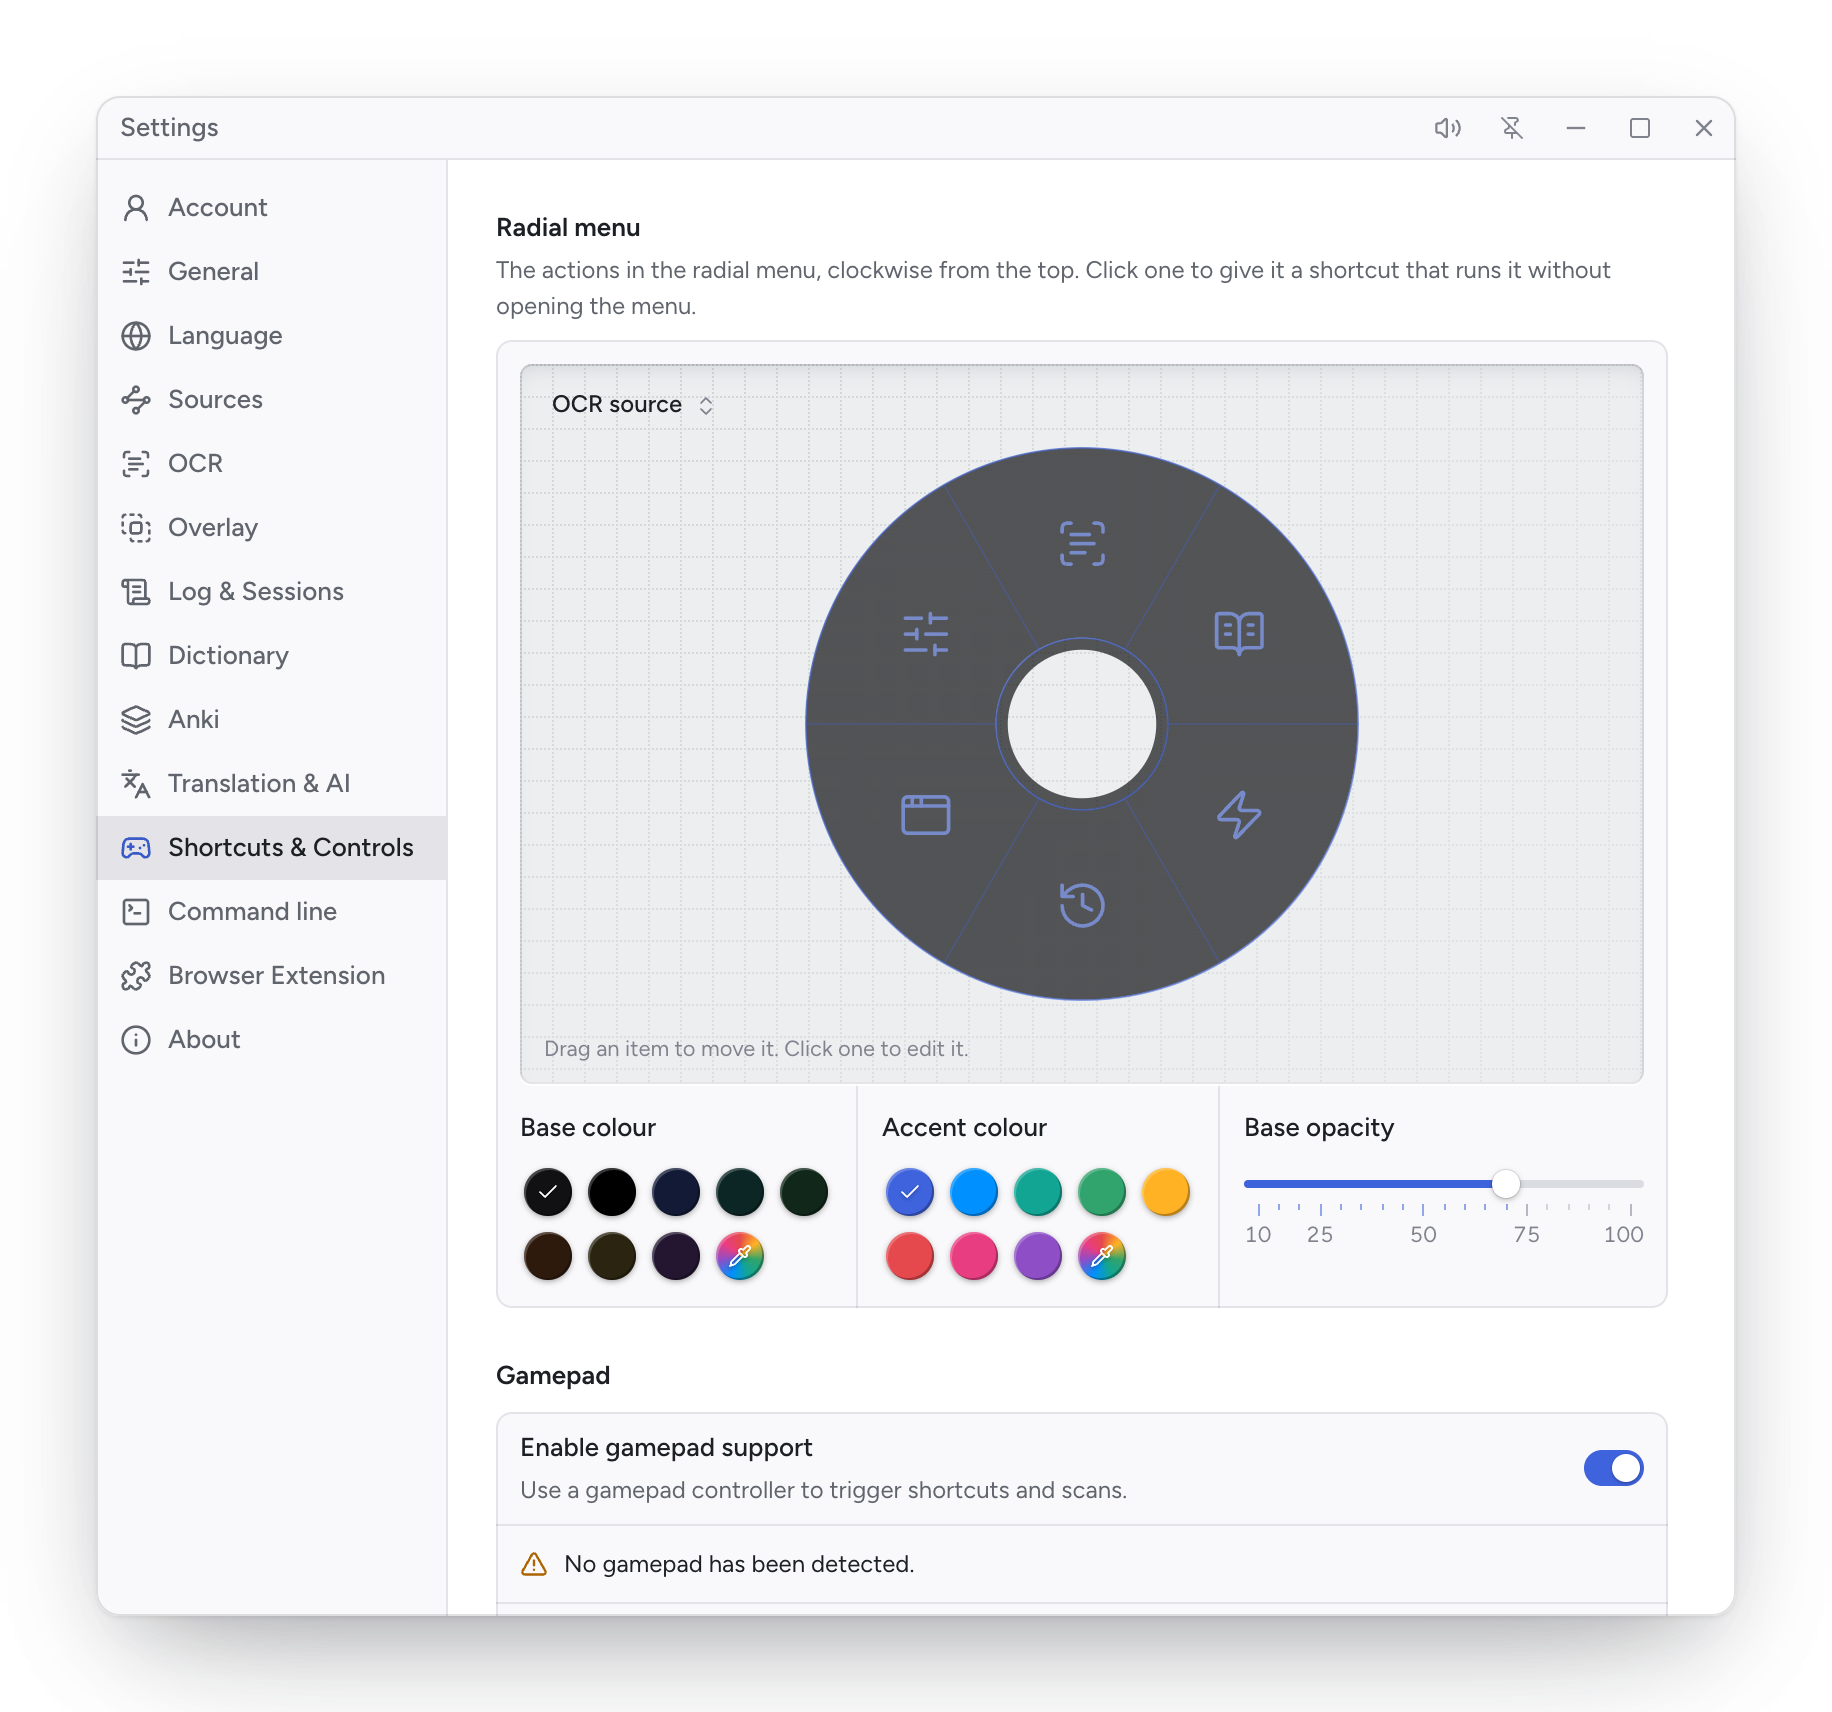 Settings
Account
General
Language
Sources
OCR
Overlay
Log & Sessions
Dictionary
Anki
Translation & AI
Shortcuts & Controls
Command line
Browser Extension
About
Radial menu
The actions in the radial menu, clockwise from the top. Click one to give it a shortcut that runs it without
opening the menu.
OCR source
Drag an item to move it. Click one to edit it.
Base colour
Accent colour
Base opacity
10 25 50 75 100
Gamepad
Enable gamepad support
Use a gamepad controller to trigger shortcuts and scans.
No gamepad has been detected.